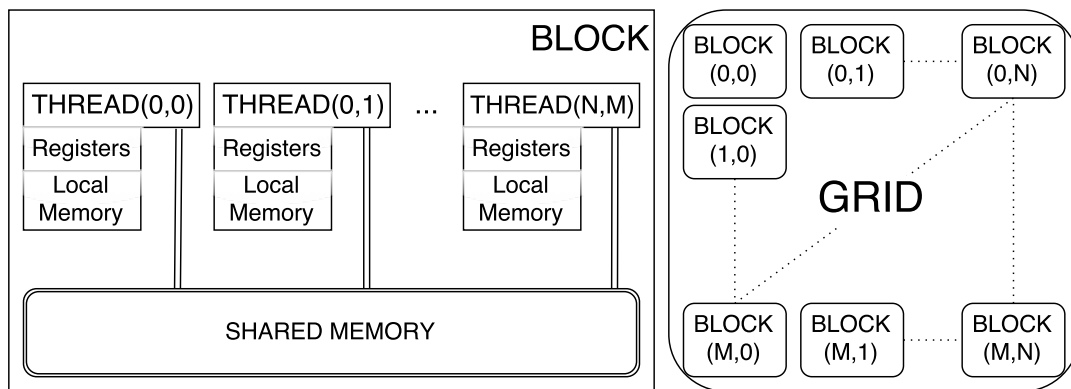 BLOCK
THREAD(0,0) THREAD(0,1) ... THREAD(N,M)
Registers Registers Registers
Local Local Local
Memory Memory Memory
SHARED MEMORY
BLOCK BLOCK BLOCK
(0,0) (0,1) (0,N)
BLOCK
(1,0)
GRID
BLOCK BLOCK BLOCK
(M,0) (M,1) (M,N)